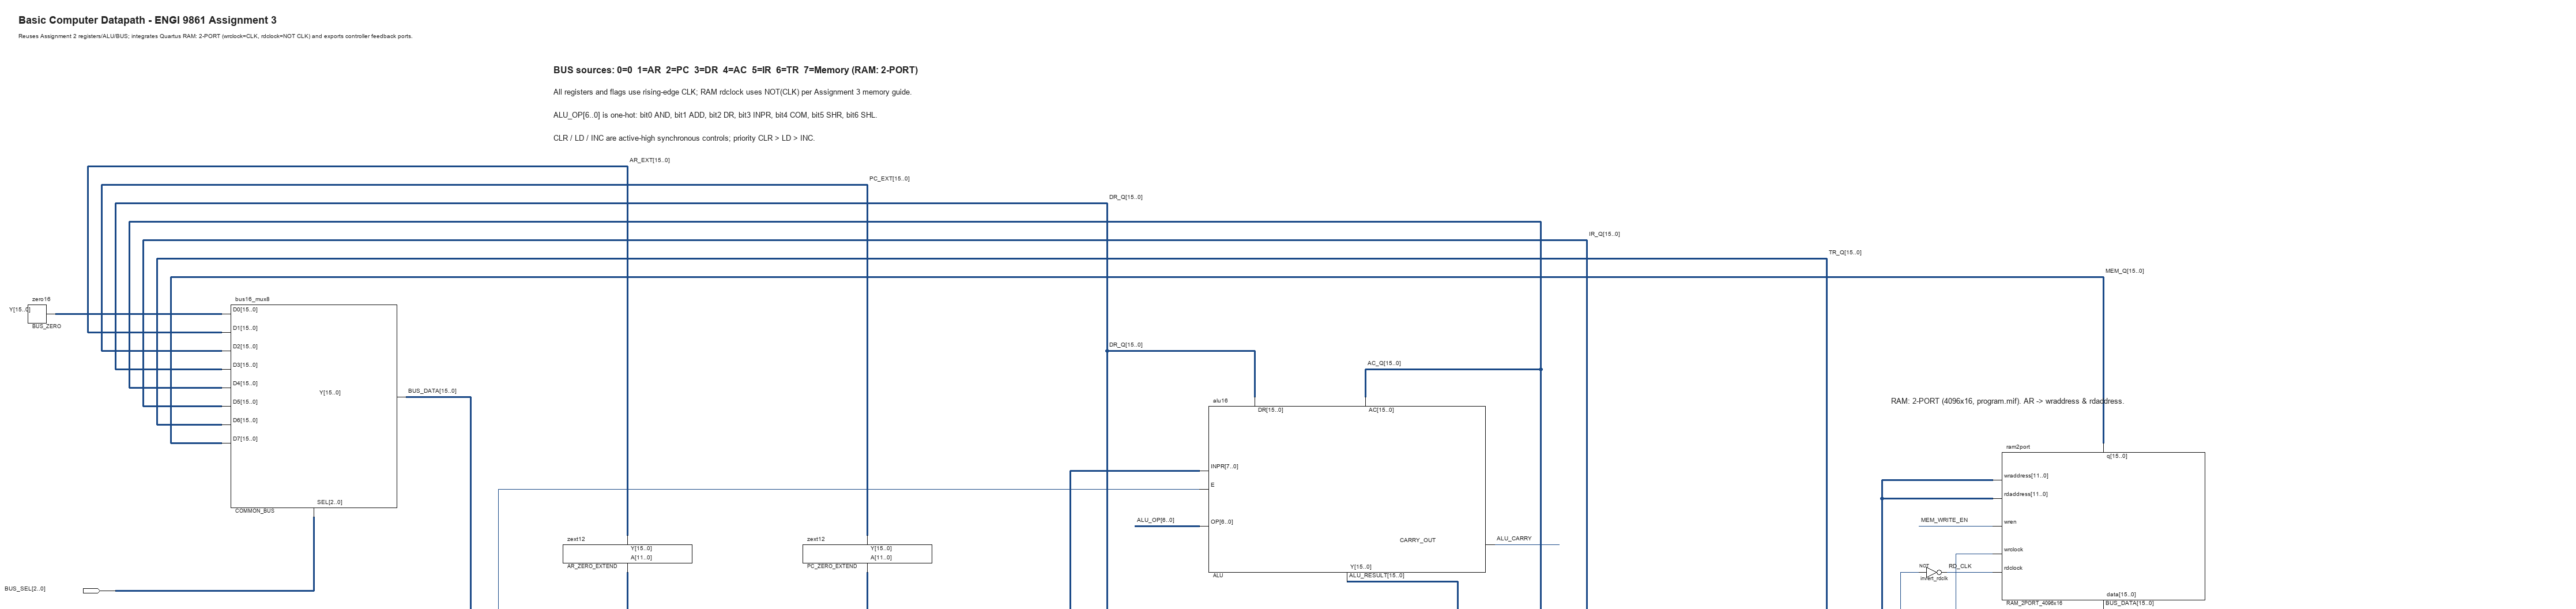 Basic Computer Datapath - ENGI 9861 Assignment 3
Reuses Assignment 2 registers/ALU/BUS; integrates Quartus RAM: 2-PORT (wrclock=CLK, rdclock=NOT CLK) and exports controller feedback ports.
BUS sources: 0=0 1=AR 2=PC 3=DR 4=AC 5=IR 6=TR 7=Memory (RAM: 2-PORT)
All registers and flags use rising-edge CLK; RAM rdclock uses NOT(CLK) per Assignment 3 memory guide.
ALU_OP[6..0] is one-hot: bit0 AND, bit1 ADD, bit2 DR, bit3 INPR, bit4 COM, bit5 SHR, bit6 SHL.
CLR / LD / INC are active-high synchronous controls; priority CLR > LD > INC.
AR_EXT[15..0]
PC_EXT[15..0]
DR_Q[15..0]
IR_Q[15..0]
TR_Q[15..0]
MEM_Q[15..0]
zero16
Y[15..0]
BUS_ZERO
bus16_mux8
D0[15..0]
D1[15..0]
D2[15..0]
D3[15..0]
D4[15..0]
D5[15..0]
D6[15..0]
D7[15..0]
Y[15..0]
SEL[2..0]
COMMON_BUS
BUS_DATA[15..0]
BUS_SEL[2..0]
zext12
Y[15..0]
A[11..0]
AR_ZERO_EXTEND
zext12
Y[15..0]
A[11..0]
PC_ZERO_EXTEND
DR_Q[15..0]
AC_Q[15..0]
alu16
DR[15..0]
AC[15..0]
INPR[7..0]
E
ALU_OP[6..0]
OP[6..0]
CARRY_OUT
ALU_CARRY
Y[15..0]
ALU
ALU_RESULT[15..0]
RAM: 2-PORT (4096x16, program.mif). AR -> wraddress & rdaddress.
ram2port
q[15..0]
wraddress[11..0]
rdaddress[11..0]
MEM_WRITE_EN
wren
wrclock
NOT
RD_CLK
rdclock
invert_rdclk
data[15..0]
RAM_2PORT_4096x16
BUS_DATA[15..0]